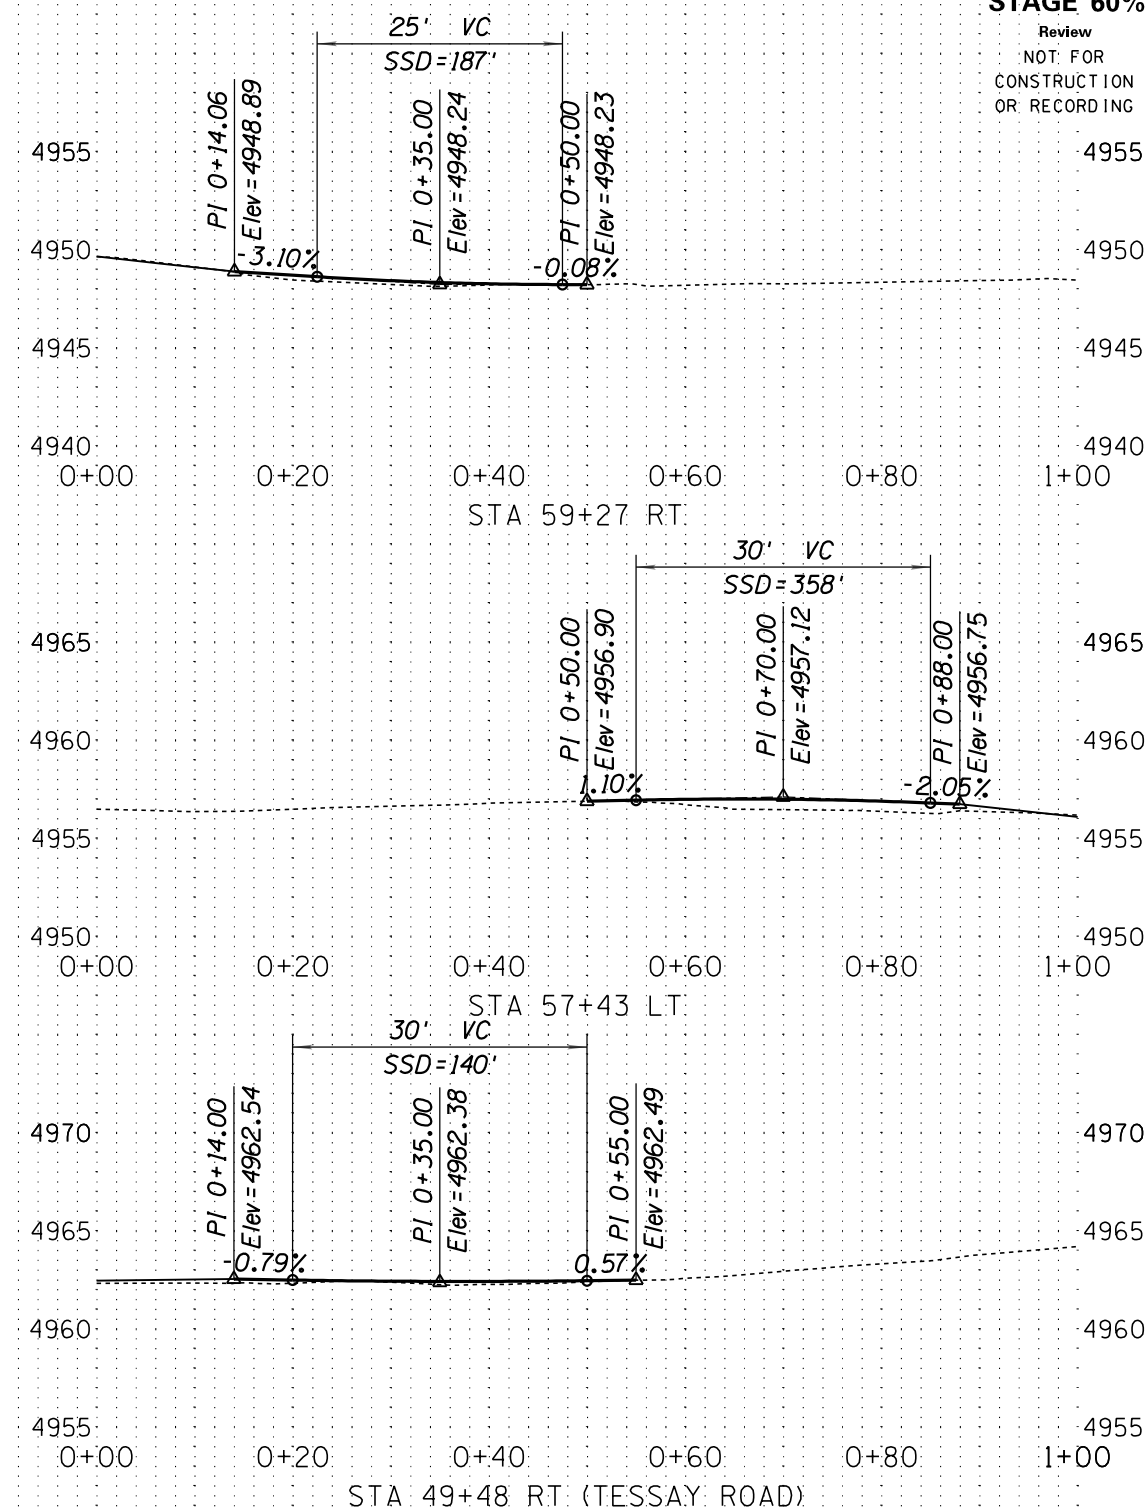 STAGE 60%
Review
NOT FOR
CONSTRUCTION
OR RECORDING
25' VC
SSD=187'
PI 0+14.06
Elev=4948.89
PI 0+35.00
Elev=4948.24
PI 0+50.00
Elev=4948.23
-3.10%
-0.08%
4955 4955
4950 4950
4945 4945
4940 4940
0+00 0+20 0+40 0+60 0+80 1+00
STA 59+27 RT
30' VC
SSD=358'
PI 0+50.00
Elev=4956.90
PI 0+70.00
Elev=4957.12
PI 0+88.00
Elev=4956.75
1.10%
-2.05%
4965 4965
4960 4960
4955 4955
4950 4950
0+00 0+20 0+40 0+60 0+80 1+00
STA 57+43 LT
30' VC
SSD=140'
PI 0+14.00
Elev=4962.54
PI 0+35.00
Elev=4962.38
PI 0+55.00
Elev=4962.49
-0.79%
0.57%
4970 4970
4965 4965
4960 4960
4955 4955
0+00 0+20 0+40 0+60 0+80 1+00
STA 49+48 RT (TESSAY ROAD)